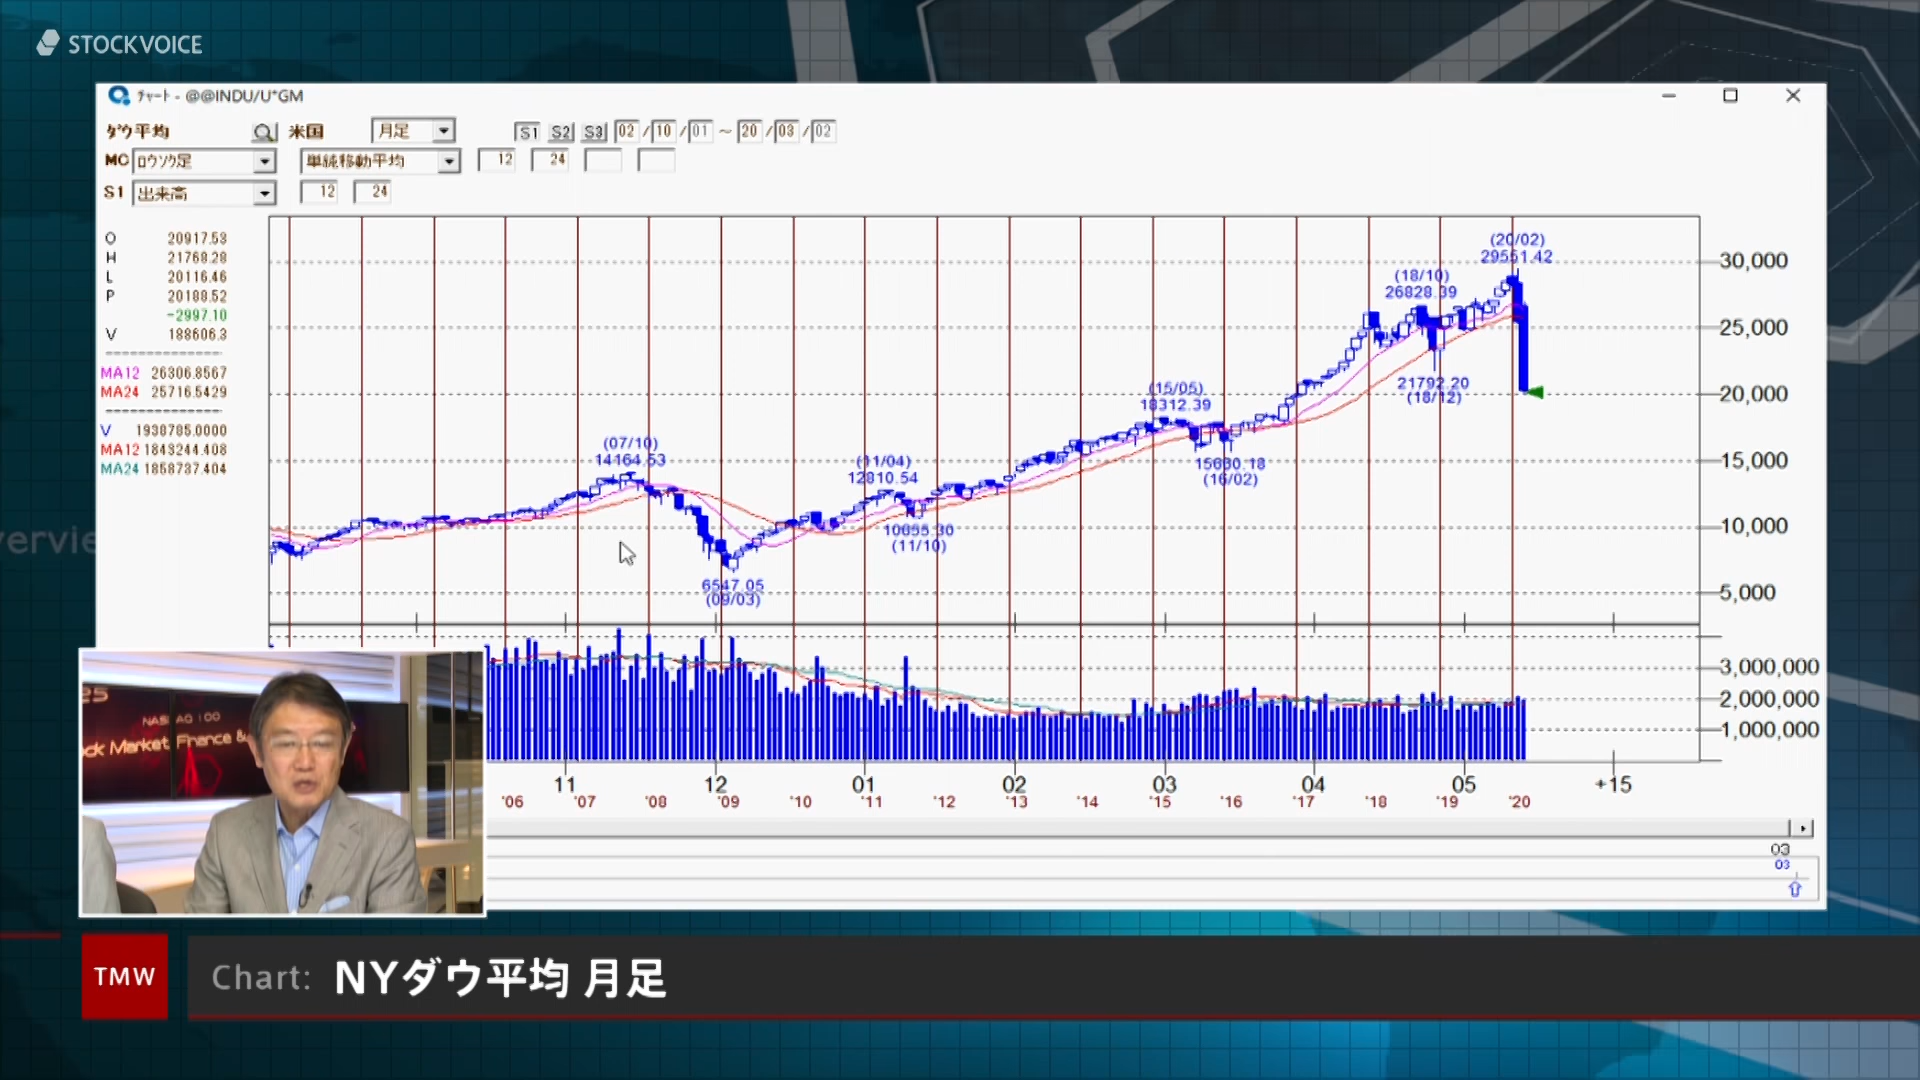 STOCKVOICE
チャート - @@INDU/U*GM
ダウ平均 米国 月足 S1 S2 S3 02 / 10 / 01 ～ 20 / 03 / 02
MC ロウソク足 単純移動平均 12 24
S1 出来高 12 24
O 20917.53
H 21768.28
L 20116.46
P 20188.52
-2997.10
V 188606.3
MA12 26306.8567
MA24 25716.5429
V 1938785.0000
MA12 1843244.408
MA24 1858737.404
(20/02)
29551.42
(18/10)
26828.39
21792.20
(18/12)
(15/05)
18312.39
15660.18
(16/02)
(11/04)
12810.54
10655.30
(11/10)
(07/10)
14164.53
6547.05
(09/03)
30,000
25,000
20,000
15,000
10,000
5,000
3,000,000
2,000,000
1,000,000
11 12 01 02 03 04 05 +15
'06 '07 '08 '09 '10 '11 '12 '13 '14 '15 '16 '17 '18 '19 '20
03
03
NASDAQ 100
ck Market, Finance &
TMW
Chart: NYダウ平均 月足